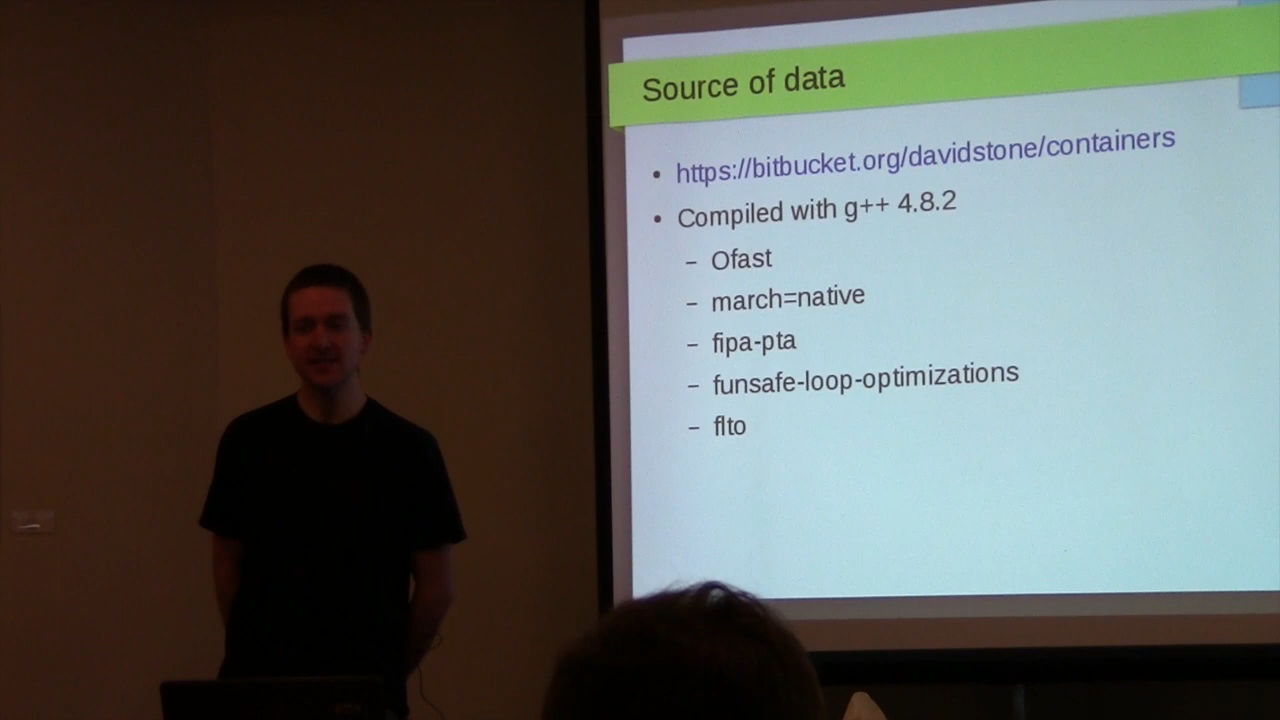 Source of data
• https://bitbucket.org/davidstone/containers
• Compiled with g++ 4.8.2
– Ofast
– march=native
– fipa-pta
– funsafe-loop-optimizations
– flto